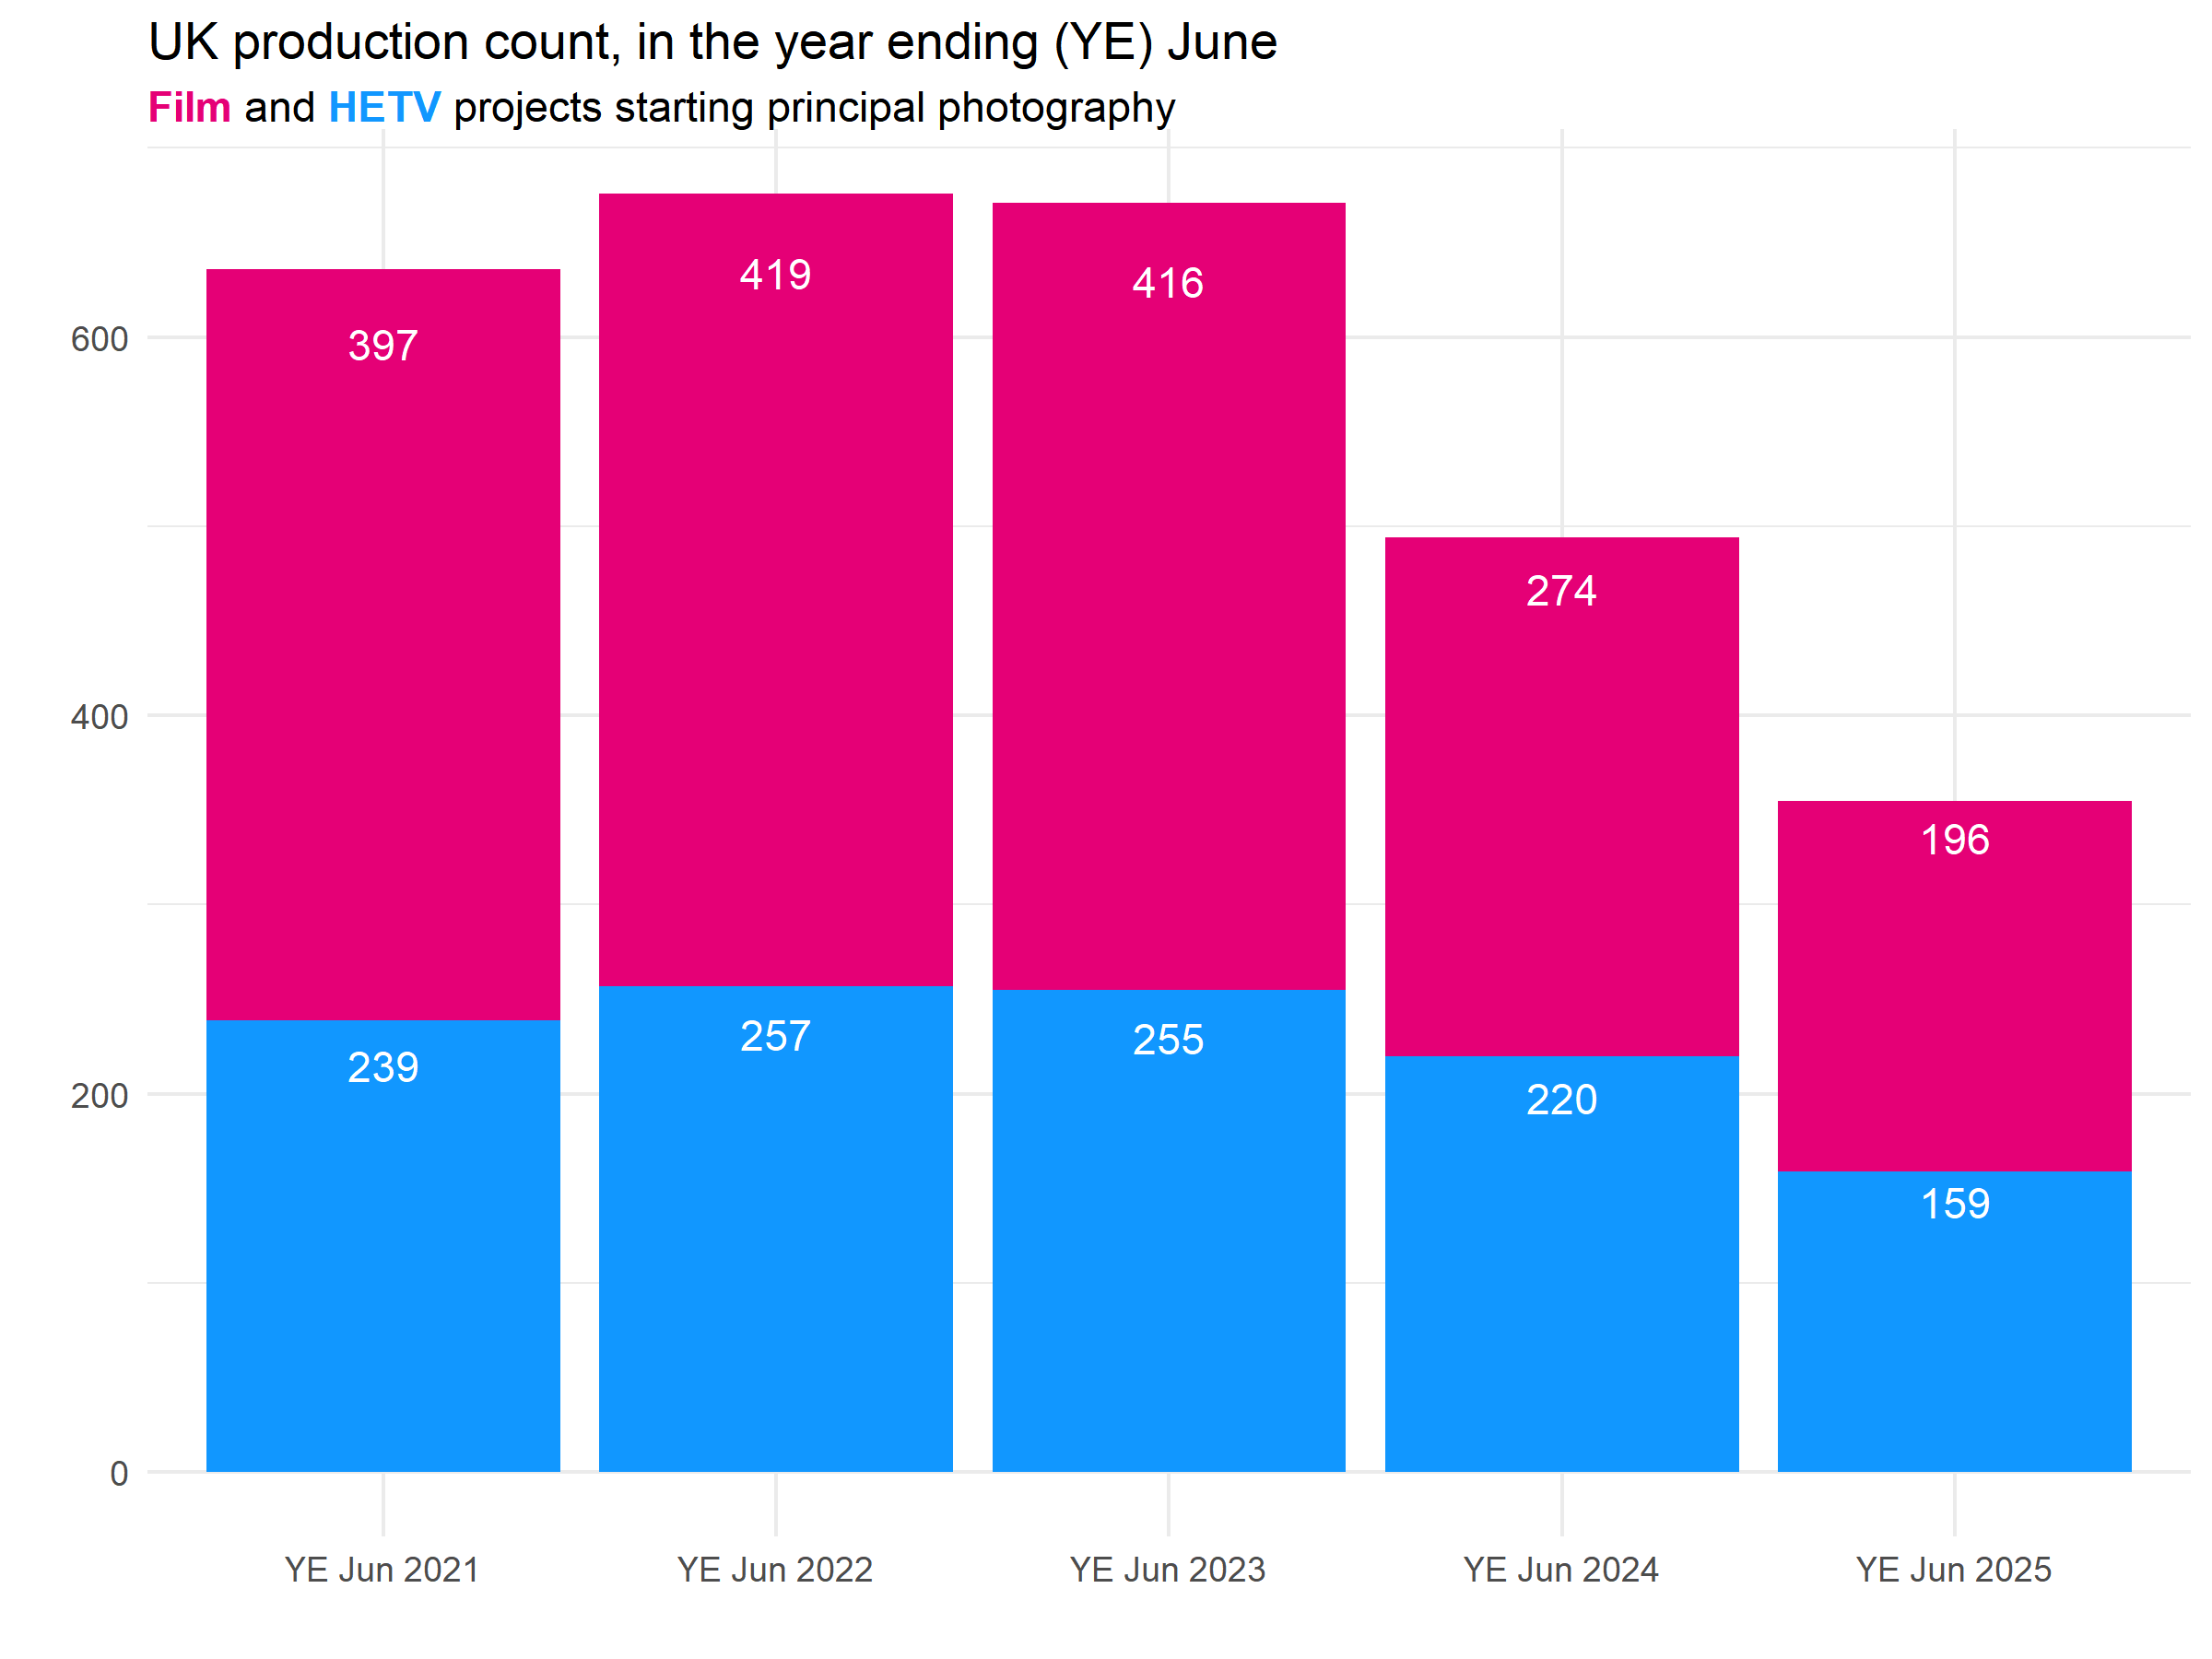 UK production count, in the year ending (YE) June
Film and HETV projects starting principal photography
600
400
200
0
397
419
416
274
196
239
257
255
220
159
YE Jun 2021
YE Jun 2022
YE Jun 2023
YE Jun 2024
YE Jun 2025